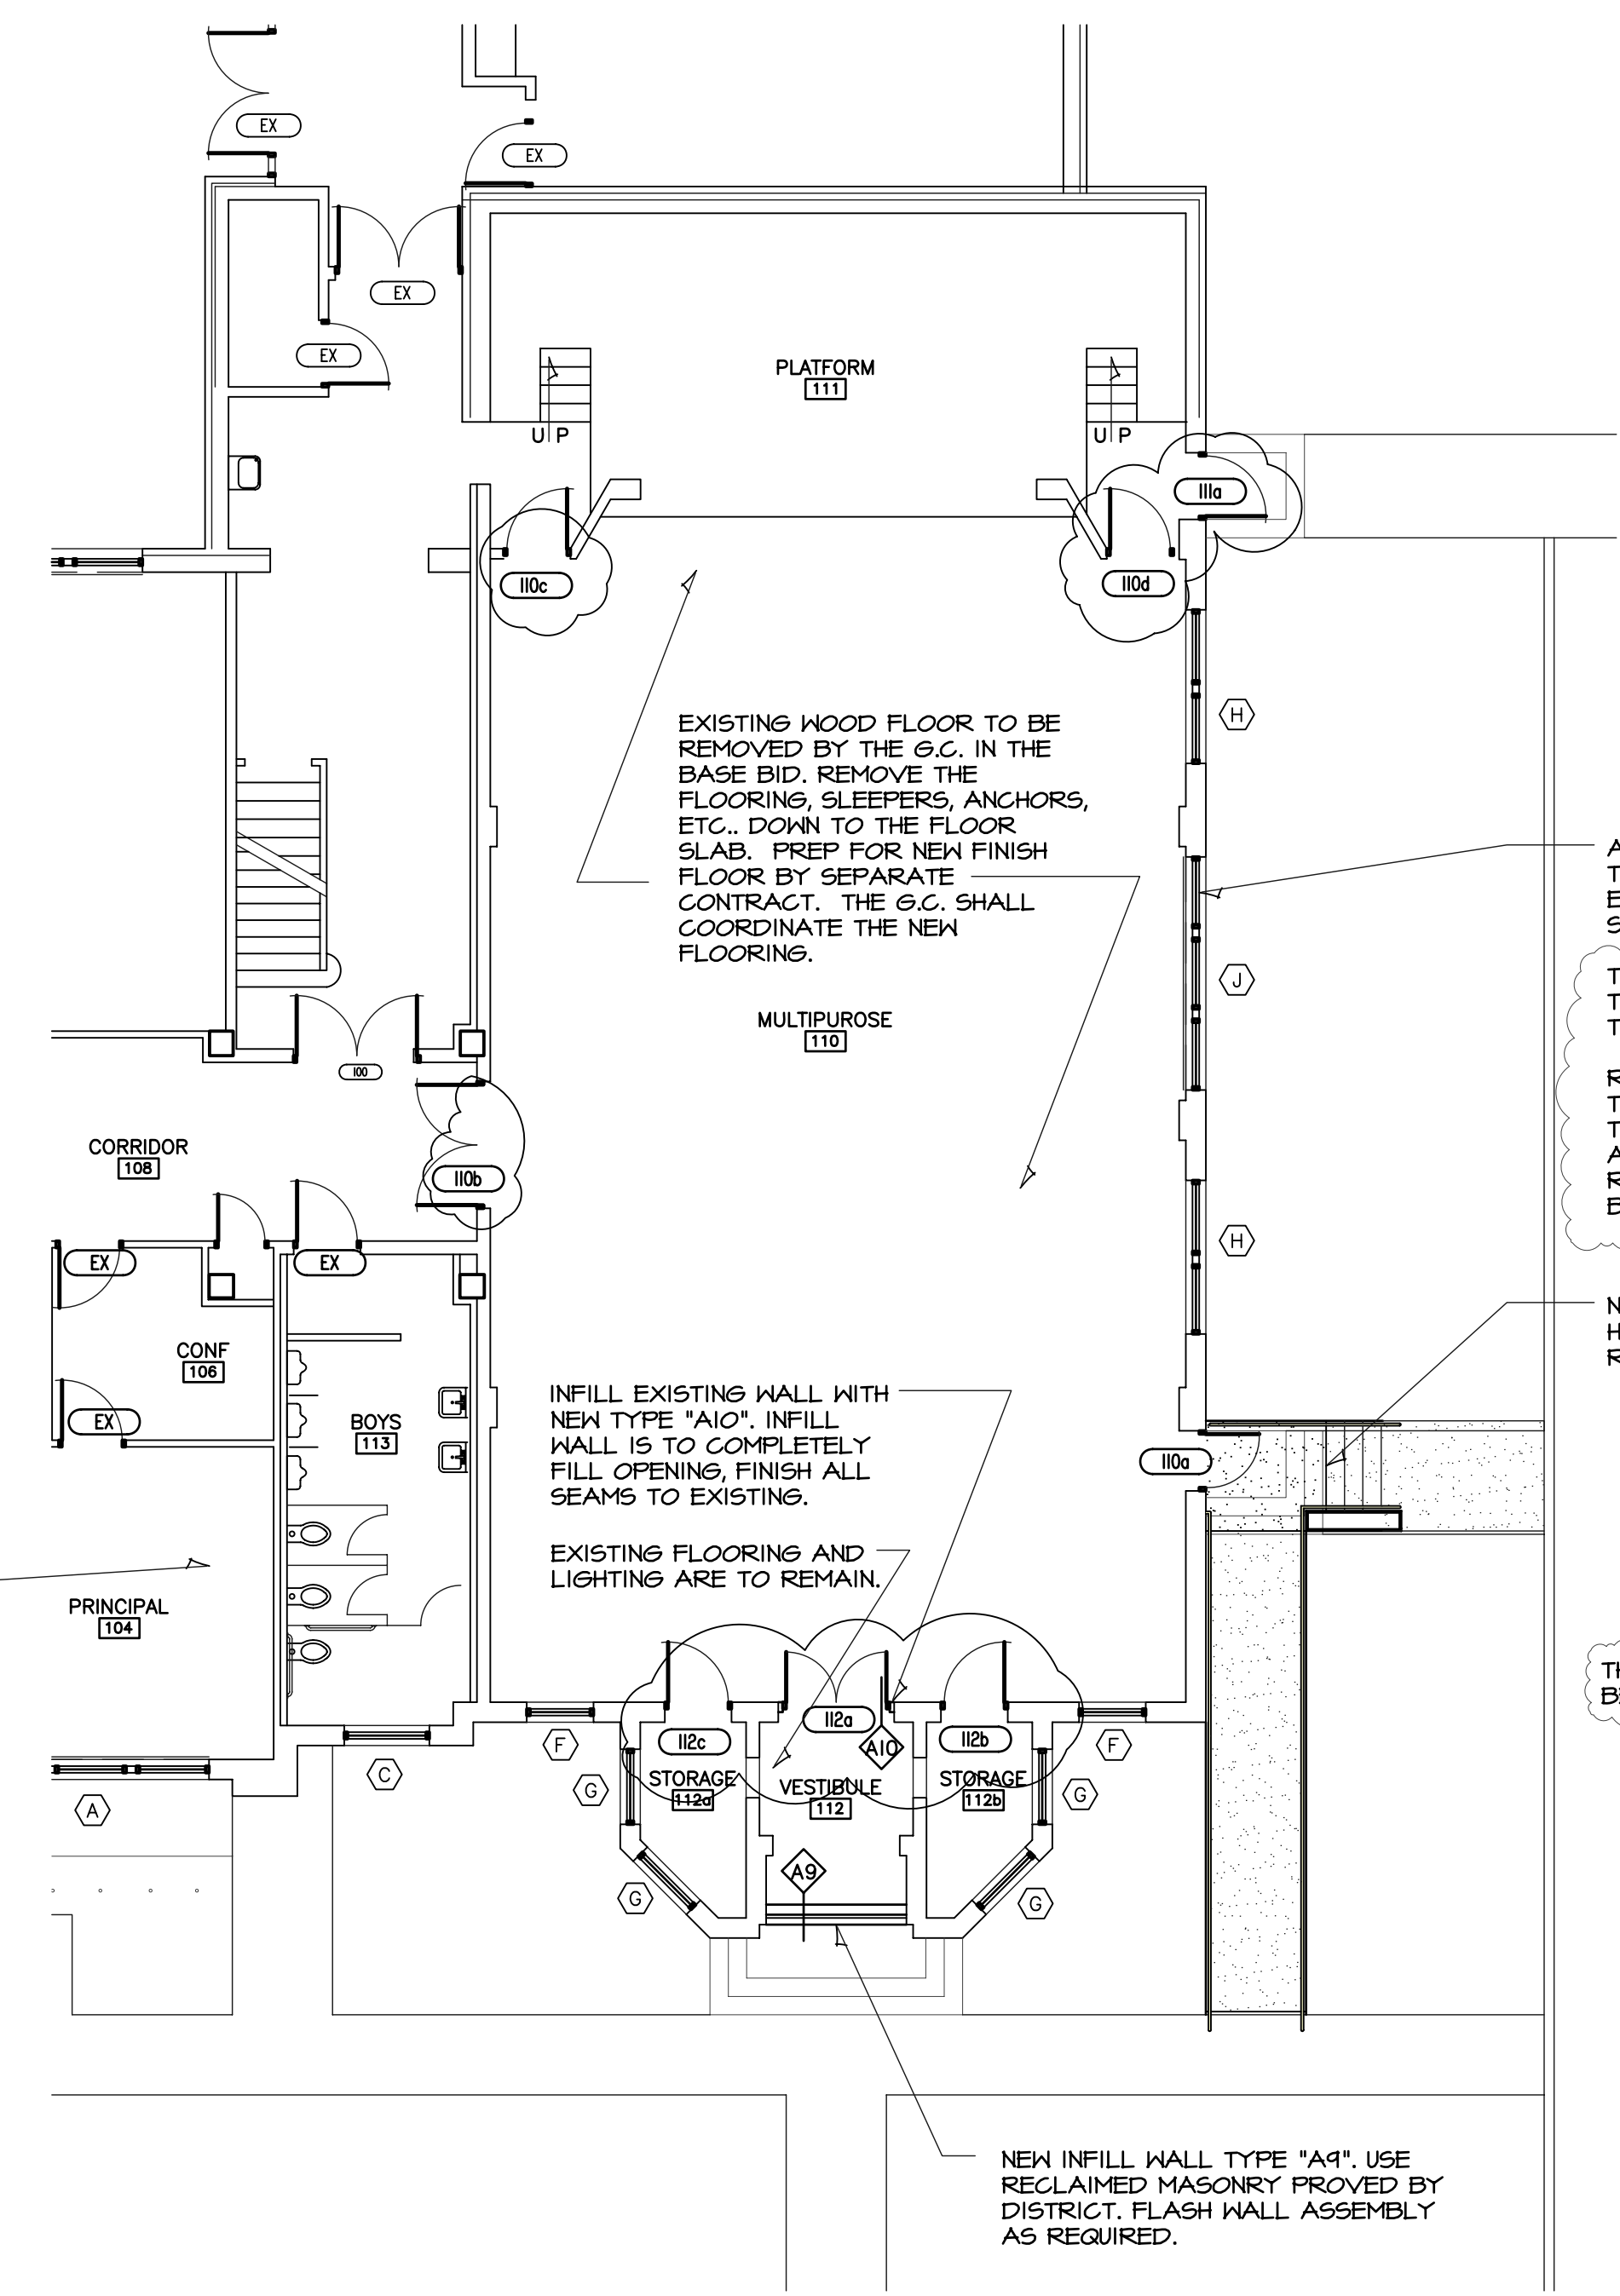 EX
EX
EX
EX
PLATFORM
111
UP
UP
111a
110c
110d
H
EXISTING WOOD FLOOR TO BE
REMOVED BY THE G.C. IN THE
BASE BID. REMOVE THE
FLOORING, SLEEPERS, ANCHORS,
ETC.. DOWN TO THE FLOOR
SLAB. PREP FOR NEW FINISH
FLOOR BY SEPARATE
CONTRACT. THE G.C. SHALL
COORDINATE THE NEW
FLOORING.
J
MULTIPUROSE
110
100
CORRIDOR
108
110b
H
EX
EX
CONF
106
EX
BOYS
113
INFILL EXISTING WALL WITH
NEW TYPE "A10". INFILL
WALL IS TO COMPLETELY
FILL OPENING, FINISH ALL
SEAMS TO EXISTING.
110a
EXISTING FLOORING AND
LIGHTING ARE TO REMAIN.
PRINCIPAL
104
112a
112c
112b
F
A10
F
C
STORAGE
112a
VESTIBULE
112
STORAGE
112b
G
G
A
A9
G
G
NEW INFILL WALL TYPE "A9". USE
RECLAIMED MASONRY PROVED BY
DISTRICT. FLASH WALL ASSEMBLY
AS REQUIRED.